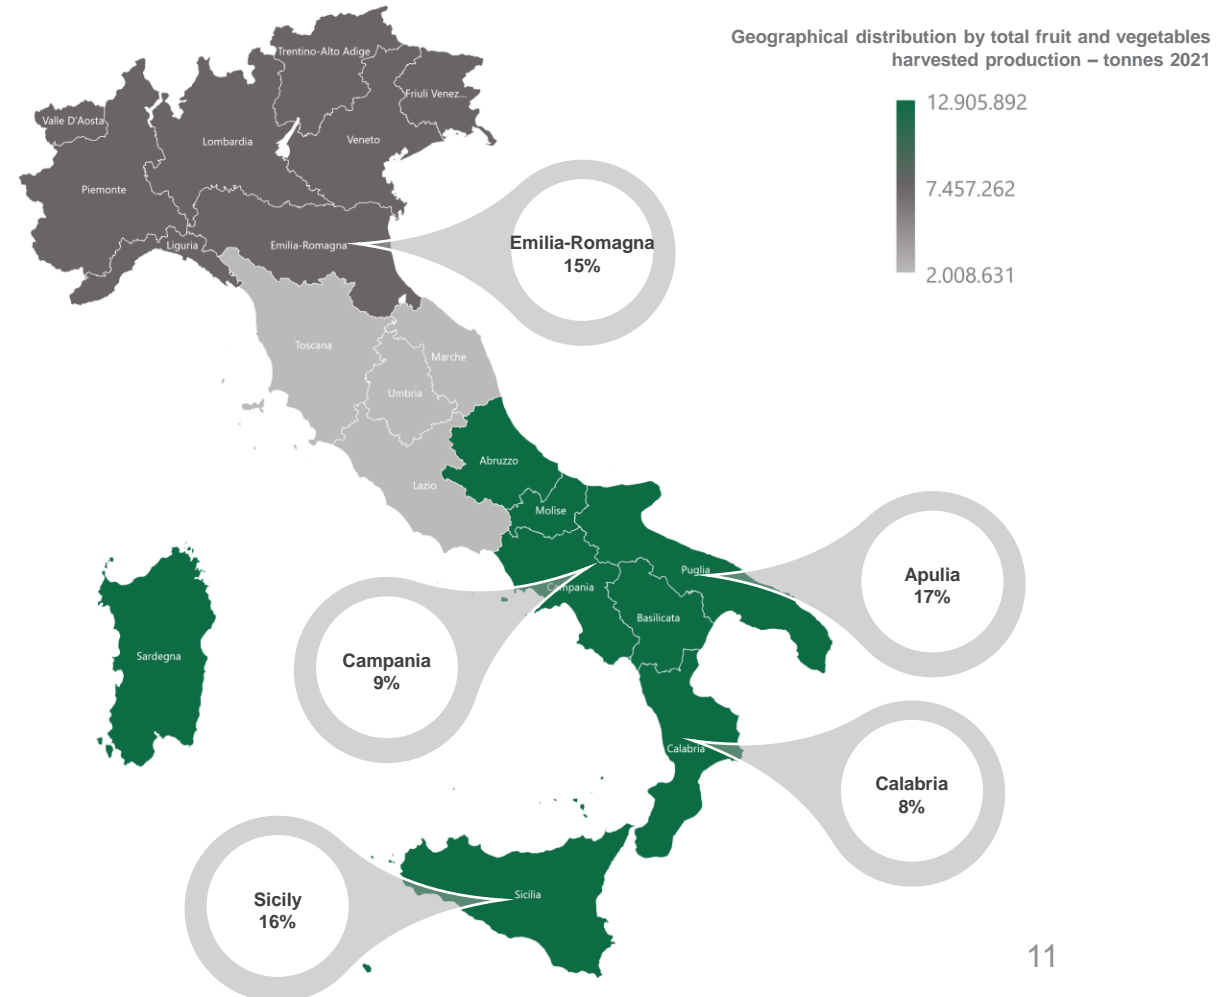 Geographical distribution by total fruit and vegetables
harvested production – tonnes 2021
12.905.892
7.457.262
2.008.631
Trentino-Alto Adige
Friuli Venez...
Valle D'Aosta
Lombardia
Veneto
Piemonte
Liguria
Emilia-Romagna
Emilia-Romagna
15%
Toscana
Marche
Umbria
Lazio
Abruzzo
Molise
Puglia
Apulia
17%
Campania
Basilicata
Campania
9%
Sardegna
Calabria
Calabria
8%
Sicilia
Sicily
16%
11